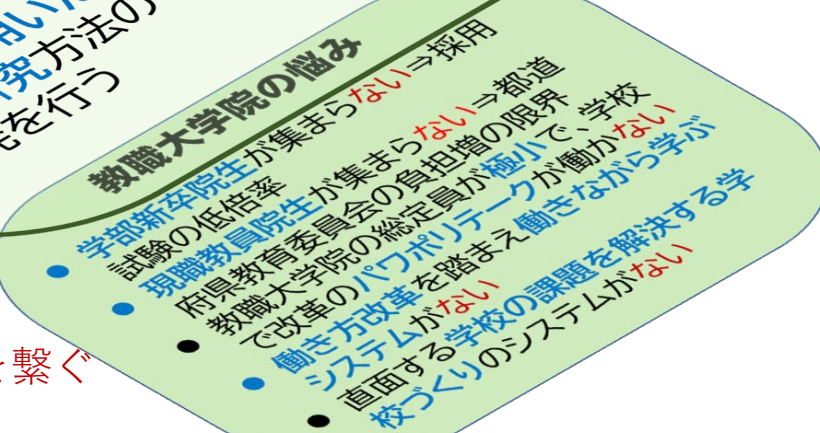 究方法の
を行う
を繋ぐ
教職大学院の悩み
● 学部新卒院生が集まらない⇒採用
試験の低倍率
● 現職教員院生が集まらない⇒都道
府県教育委員会の負担増の限界
● 教職大学院の総定員が極小で、学校
で改革のパワポリテークが働かない
● 働き方改革を踏まえ働きながら学ぶ
システムがない
● 直面する学校の課題を解決する学
校づくりのシステムがない